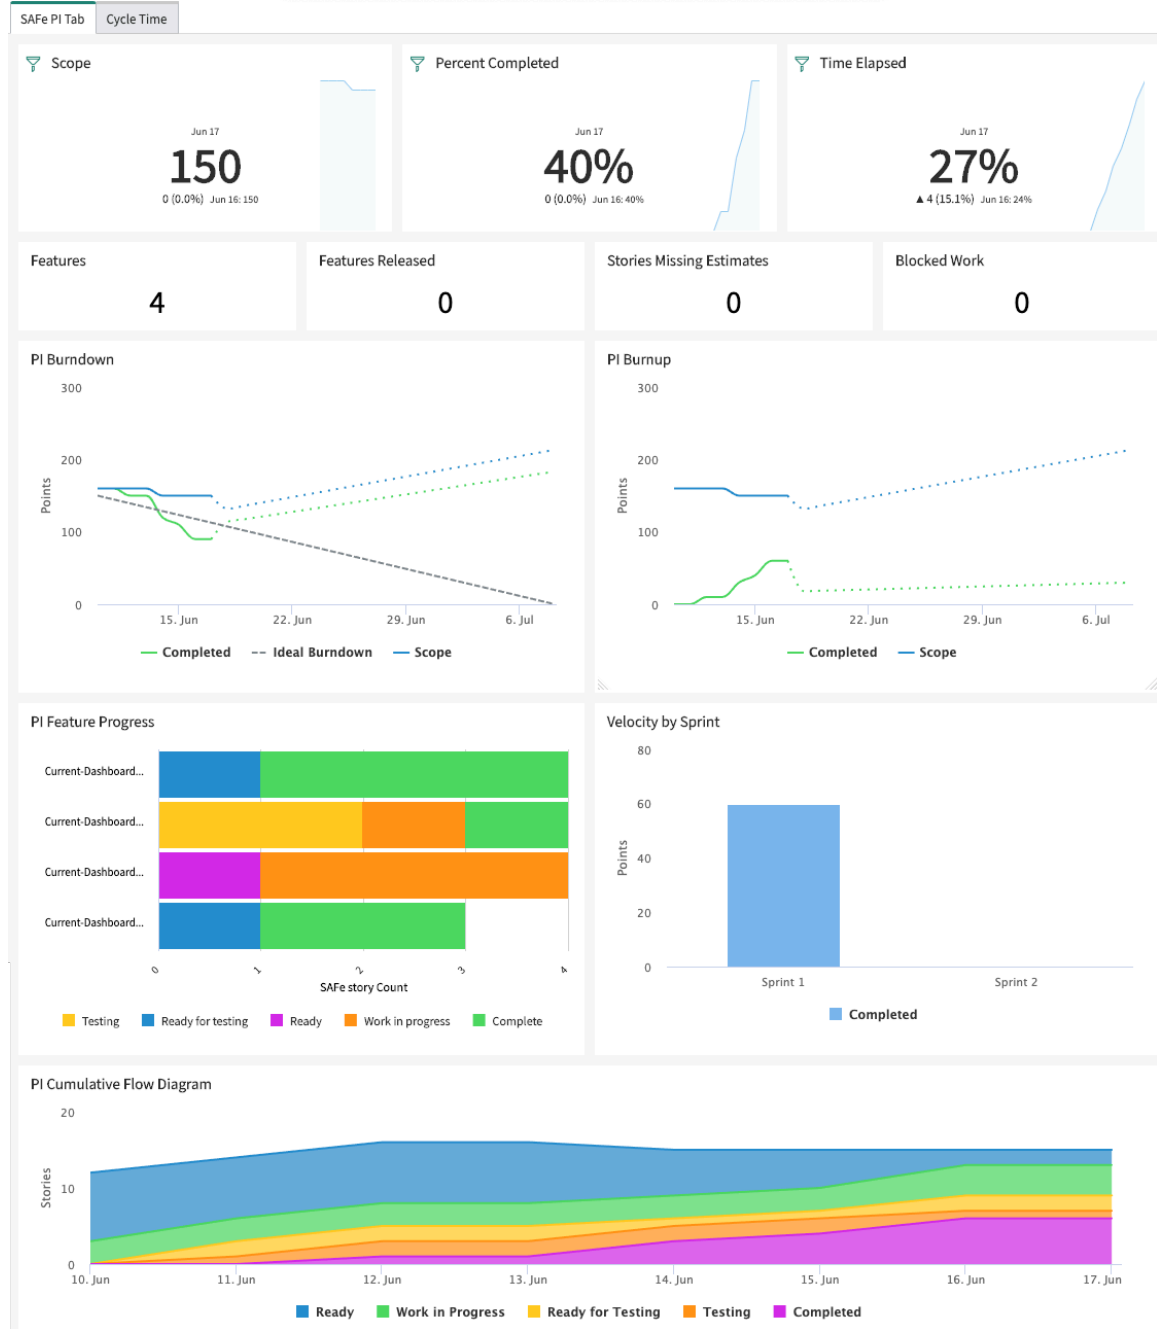 SAFe PI Tab
Cycle Time
Scope
Jun 17
150
0 (0.0%) Jun 16: 150
Percent Completed
Jun 17
40%
0 (0.0%) Jun 16: 40%
Time Elapsed
Jun 17
27%
▲ 4 (15.1%) Jun 16: 24%
Features
4
Features Released
0
Stories Missing Estimates
0
Blocked Work
0
PI Burndown
300
200
100
0
Points
15. Jun
22. Jun
29. Jun
6. Jul
Completed
Ideal Burndown
Scope
PI Burnup
300
200
100
0
Points
15. Jun
22. Jun
29. Jun
6. Jul
Completed
Scope
PI Feature Progress
Current-Dashboard...
Current-Dashboard...
Current-Dashboard...
Current-Dashboard...
0
1
2
3
4
SAFe story Count
Testing
Ready for testing
Ready
Work in progress
Complete
Velocity by Sprint
80
60
40
20
0
Points
Sprint 1
Sprint 2
Completed
PI Cumulative Flow Diagram
20
10
0
Stories
10. Jun
11. Jun
12. Jun
13. Jun
14. Jun
15. Jun
16. Jun
17. Jun
Ready
Work in Progress
Ready for Testing
Testing
Completed